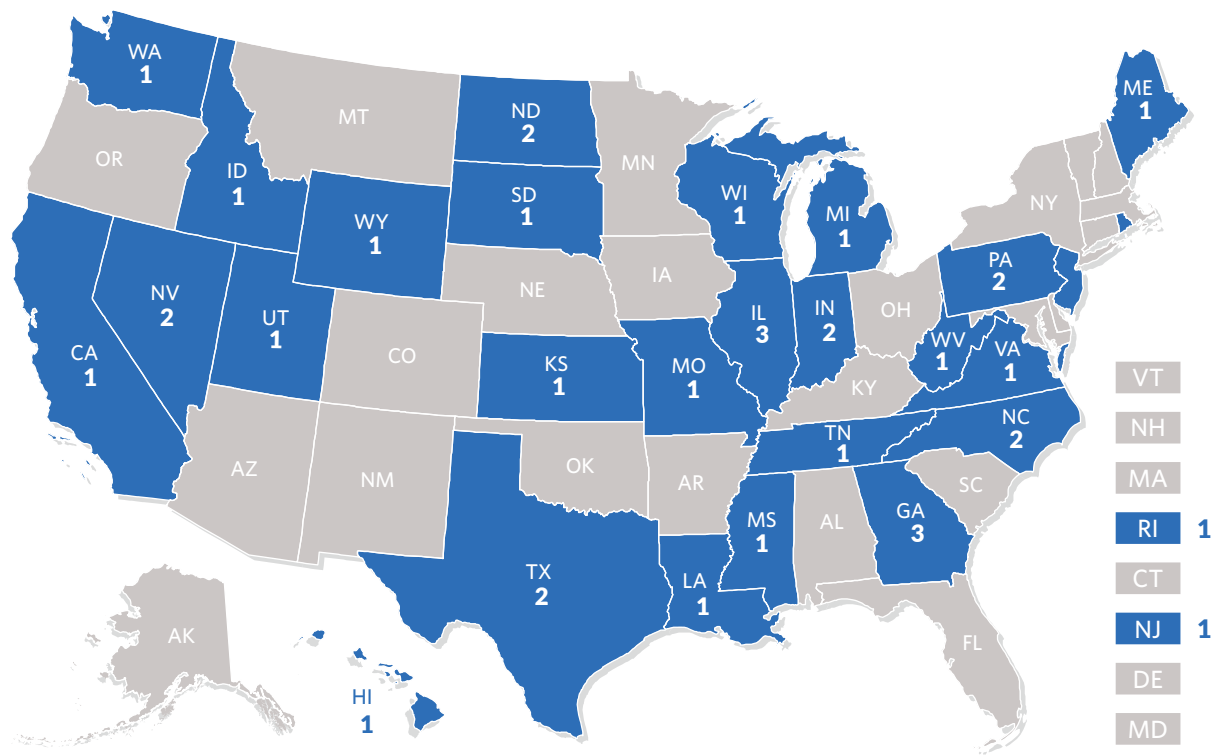 WA
1
OR
ID
1
MT
ND
2
MN
SD
1
WY
1
WI
1
MI
1
ME
1
NY
CA
1
NV
2
UT
1
CO
NE
IA
IL
3
IN
2
OH
PA
2
KS
1
MO
1
KY
WV
1
VA
1
TN
1
NC
2
SC
AZ
NM
OK
AR
MS
1
AL
GA
3
TX
2
LA
1
FL
AK
HI
1
VT
NH
MA
RI 1
CT
NJ 1
DE
MD